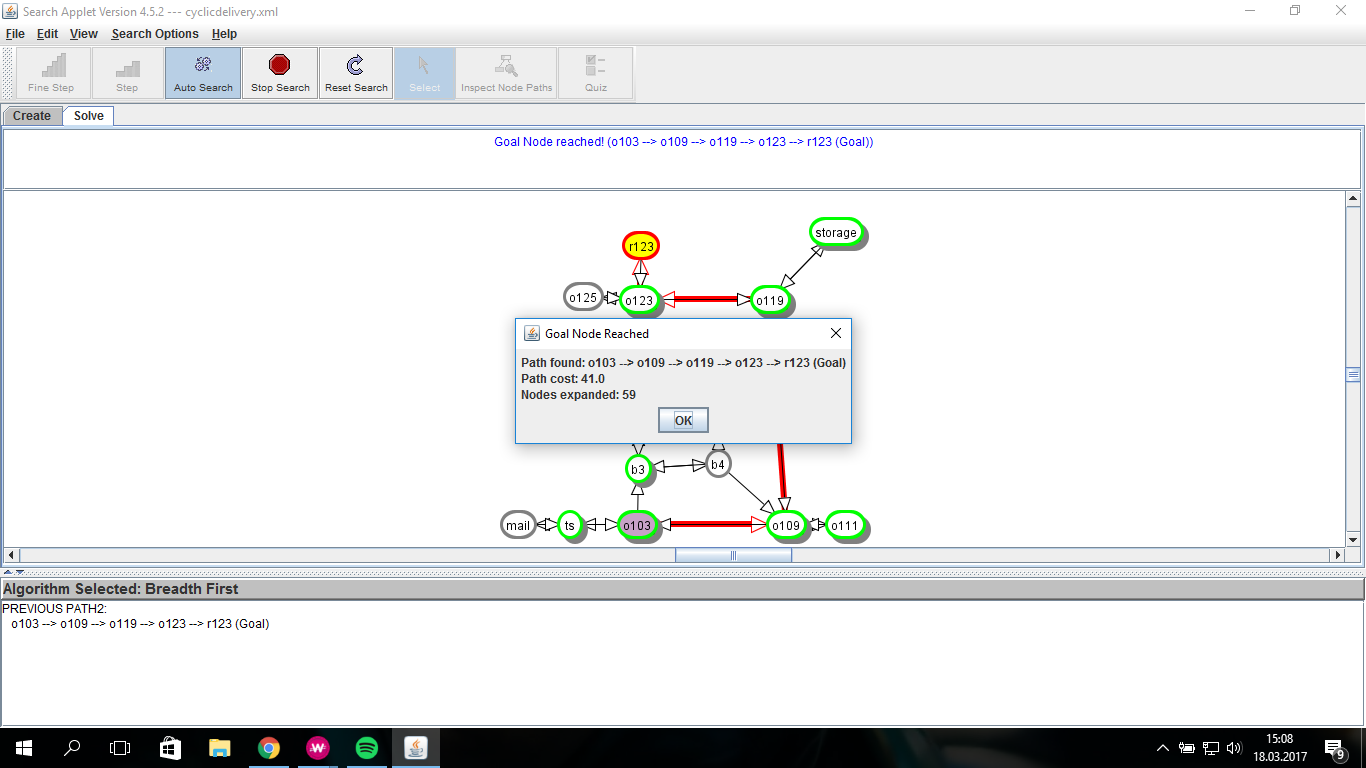 Search Applet Version 4.5.2 --- cyclicdelivery.xml
File Edit View Search Options Help
Fine Step Step Auto Search Stop Search Reset Search Select Inspect Node Paths Quiz
Create Solve
Goal Node reached! (o103 --> o109 --> o119 --> o123 --> r123 (Goal))
storage
r123
o125 o123 o119
Goal Node Reached
Path found: o103 --> o109 --> o119 --> o123 --> r123 (Goal)
Path cost: 41.0
Nodes expanded: 59
OK
b3 b4
mail ts o103 o109 o111
Algorithm Selected: Breadth First
PREVIOUS PATH2:
o103 --> o109 --> o119 --> o123 --> r123 (Goal)
15:08
18.03.2017
9